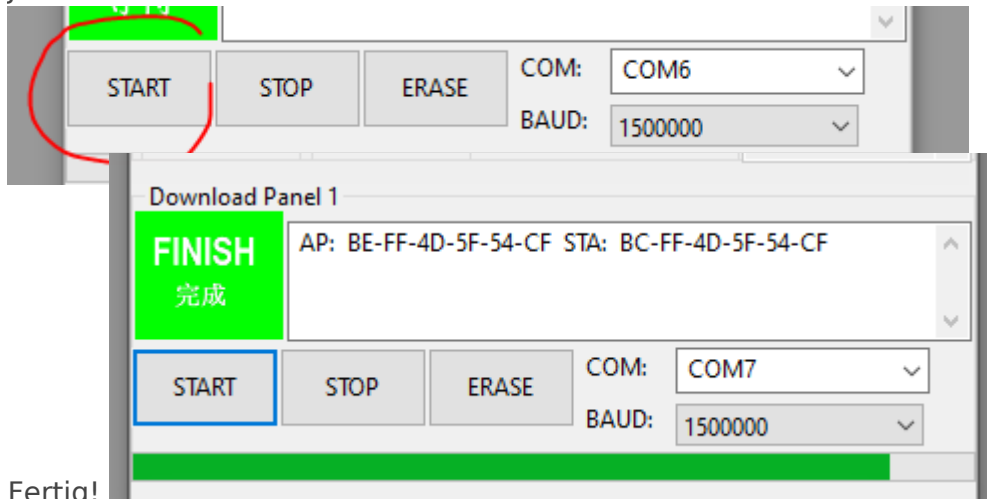 START STOP ERASE COM: COM6
BAUD: 1500000
Download Panel 1
FINISH
完成
AP: BE-FF-4D-5F-54-CF STA: BC-FF-4D-5F-54-CF
START STOP ERASE COM: COM7
BAUD: 1500000
Fertig!